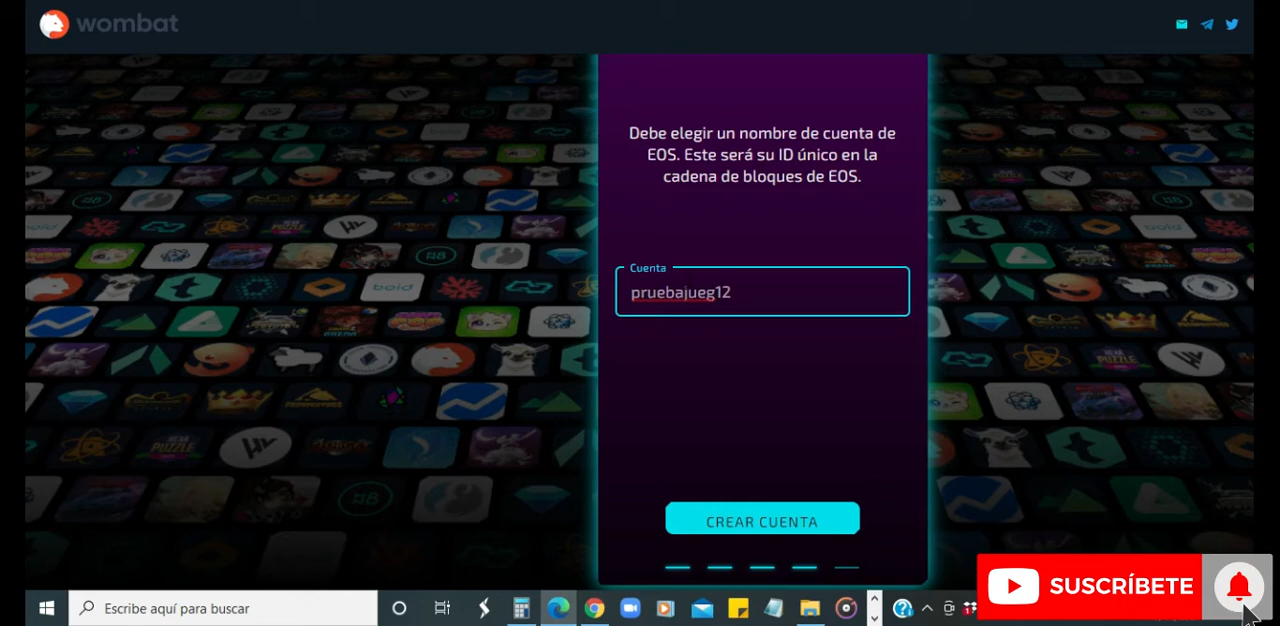 wombat
Debe elegir un nombre de cuenta de
EOS. Este será su ID único en la
cadena de bloques de EOS.
Cuenta
pruebajueg12
CREAR CUENTA
SUSCRÍBETE
Escribe aquí para buscar